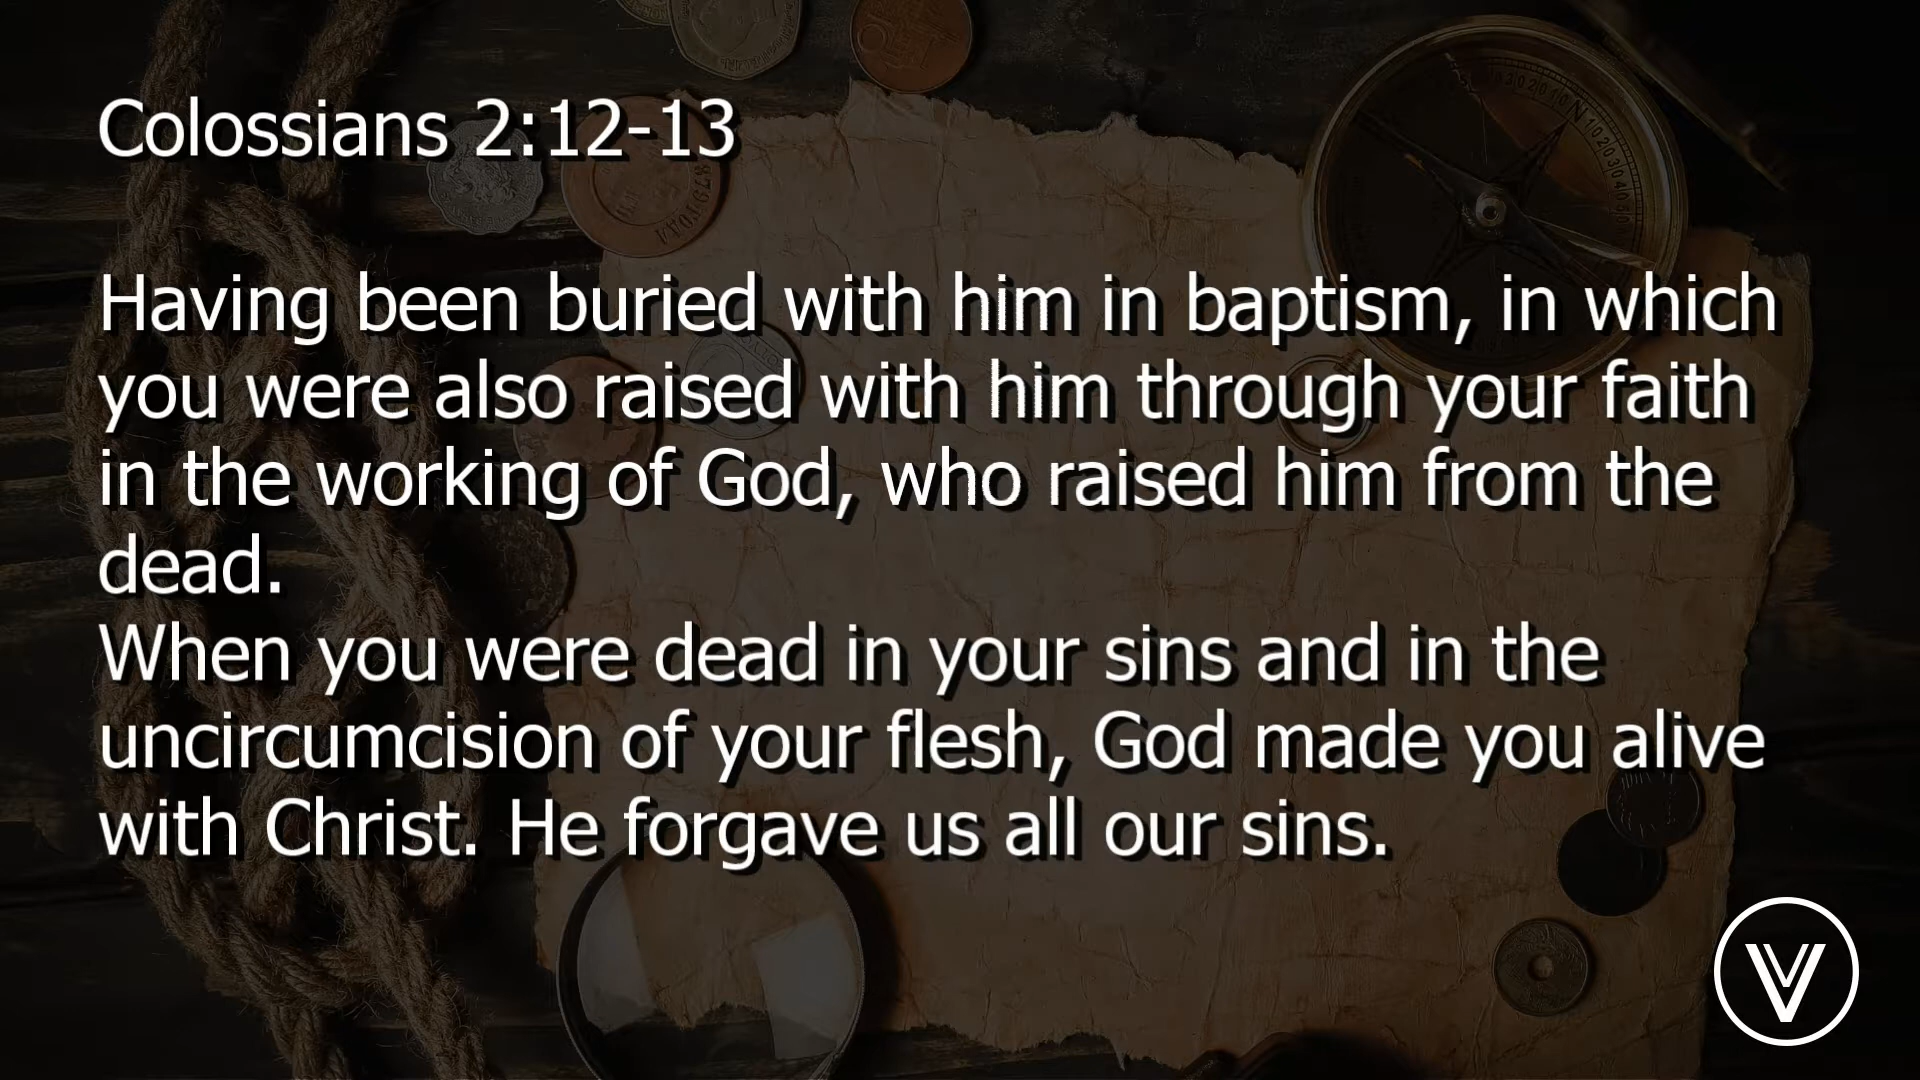 Colossians 2:12-13
Having been buried with him in baptism, in which
you were also raised with him through your faith
in the working of God, who raised him from the
dead.
When you were dead in your sins and in the
uncircumcision of your flesh, God made you alive
with Christ. He forgave us all our sins.